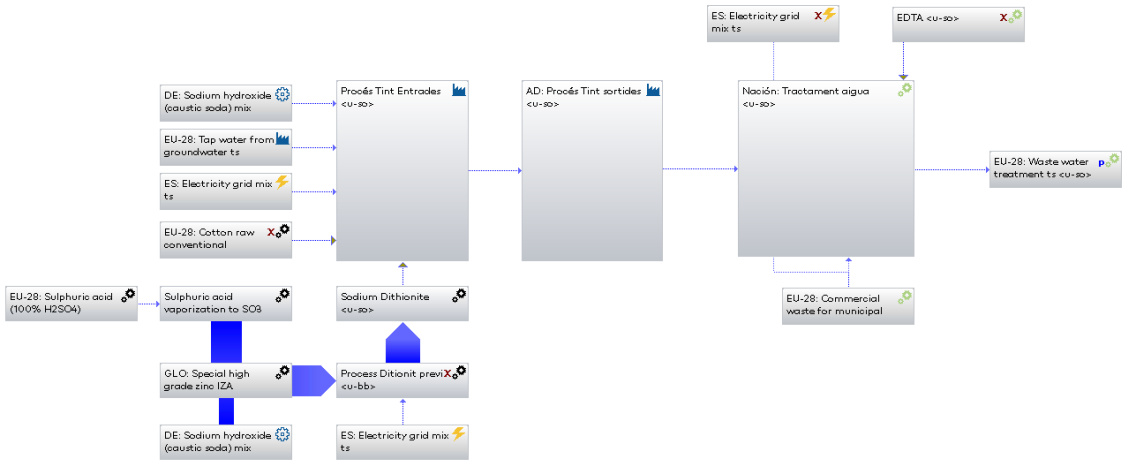 ES: Electricity grid
mix ts
X
EDTA <u-so>
X
DE: Sodium hydroxide
(caustic soda) mix
Procés Tint Entrades
<u-so>
AD: Procés Tint sortides
<u-so>
Nación: Tractament aigua
<u-so>
EU-28: Tap water from
groundwater ts
EU-28: Waste water
treatment ts <u-so>
p
ES: Electricity grid mix
ts
EU-28: Cotton raw
conventional
X
EU-28: Sulphuric acid
(100% H2SO4)
Sulphuric acid
vaporization to SO3
Sodium Dithionite
<u-so>
EU-28: Commercial
waste for municipal
GLO: Special high
grade zinc IZA
Process Ditionit previ
<u-bb>
X
DE: Sodium hydroxide
(caustic soda) mix
ES: Electricity grid mix
ts